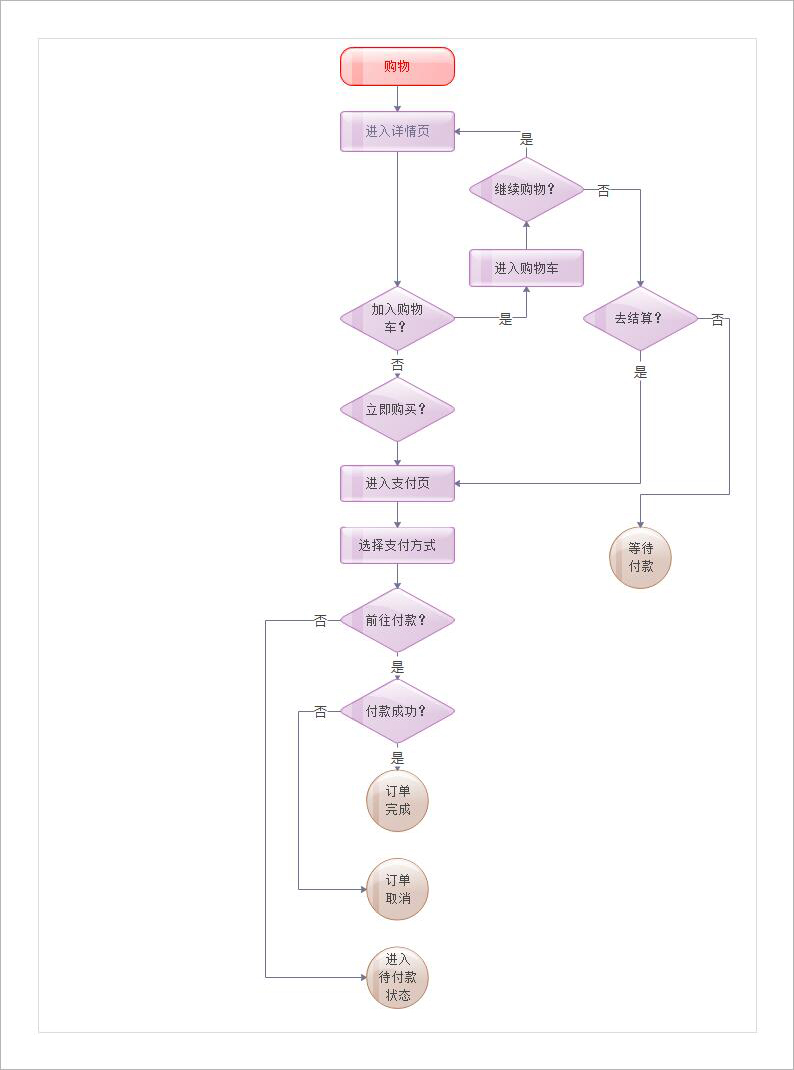 购物
进入详情页
是
继续购物？
否
进入购物车
加入购物
车？
是
去结算？
否
否
是
立即购买？
进入支付页
选择支付方式
等待
付款
前往付款？
否
是
付款成功？
否
是
订单
完成
订单
取消
进入
待付款
状态